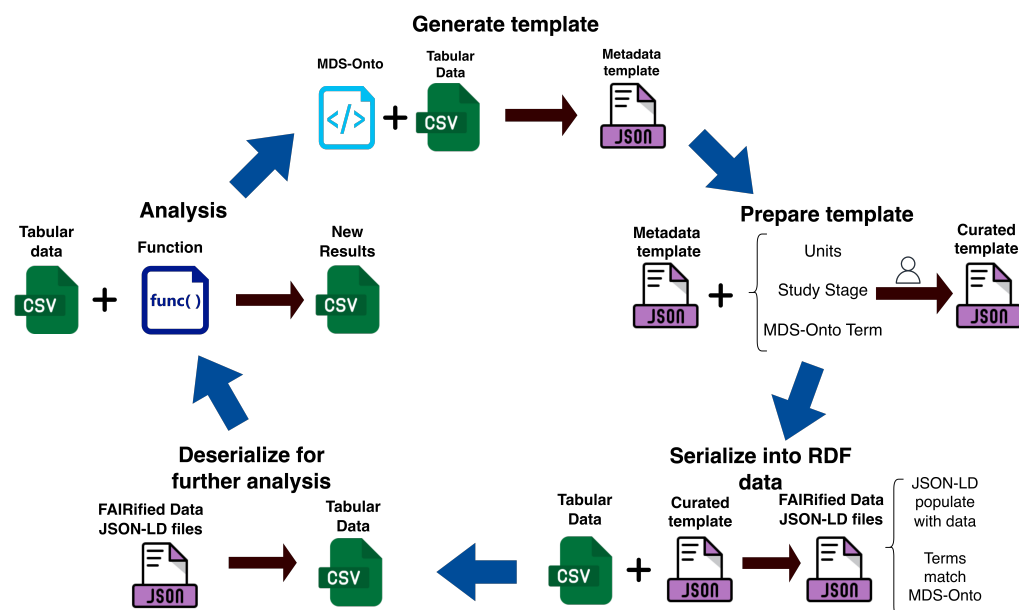 Generate template
MDS-Onto
Tabular
Data
Metadata
template
</>
CSV
JSON
Analysis
Tabular
data
Function
New
Results
CSV
func( )
CSV
Prepare template
Metadata
template
Units
Study Stage
MDS-Onto Term
Curated
template
JSON
JSON
Deserialize for
further analysis
FAIRified Data
JSON-LD files
Tabular
Data
JSON
CSV
Serialize into RDF
data
Tabular
Data
Curated
template
FAIRified Data
JSON-LD files
CSV
JSON
JSON
JSON-LD
populate
with data
Terms
match
MDS-Onto